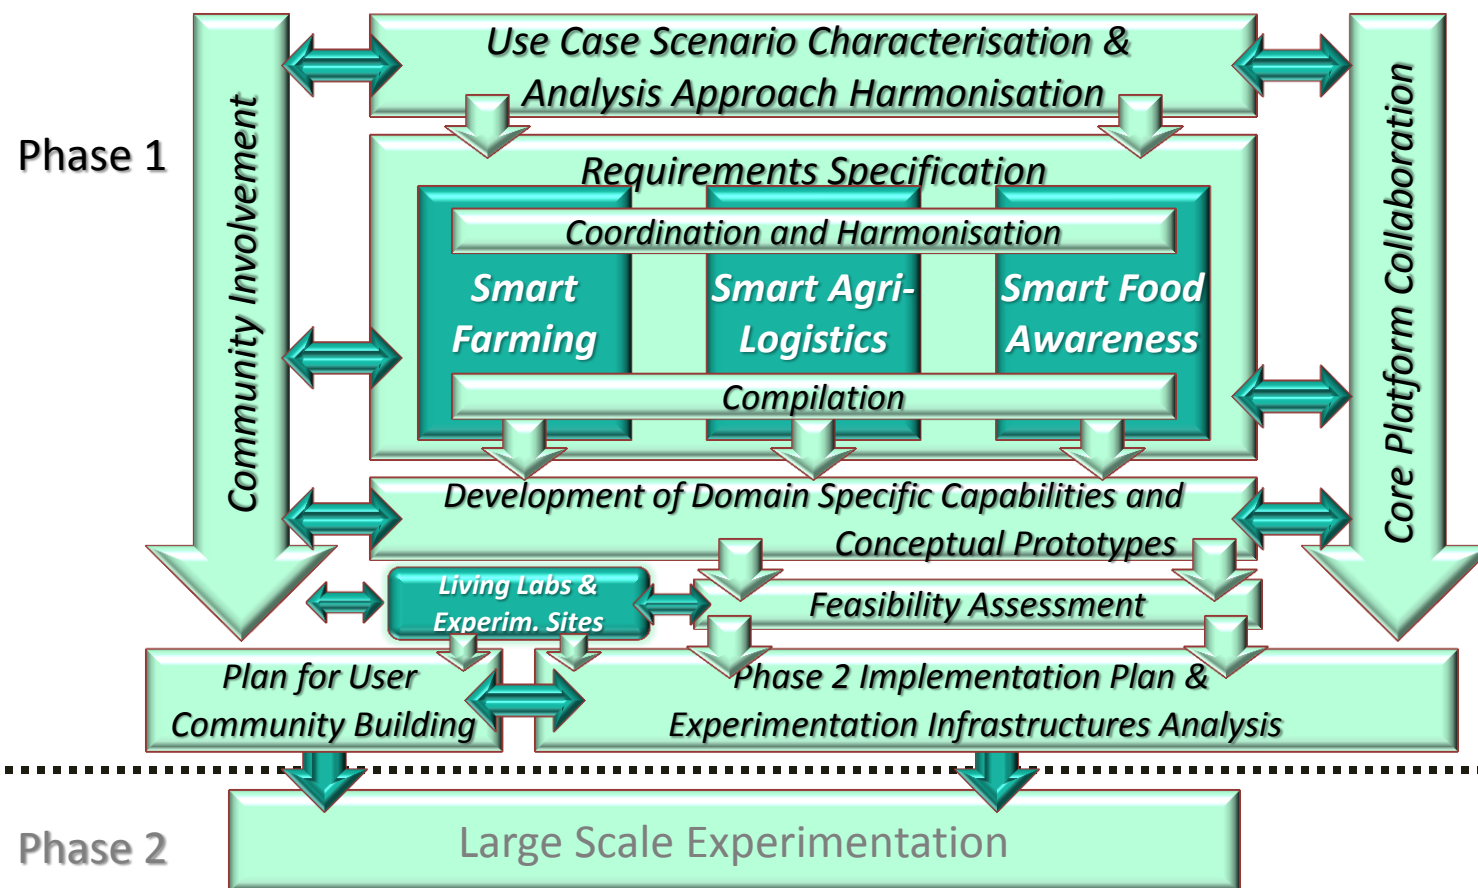 Use Case Scenario Characterisation &
Analysis Approach Harmonisation
Phase 1
Community Involvement
Core Platform Collaboration
Requirements Specification
Coordination and Harmonisation
Smart
Farming
Smart Agri-
Logistics
Smart Food
Awareness
Compilation
Development of Domain Specific Capabilities and
Conceptual Prototypes
Living Labs &
Experim. Sites
Feasibility Assessment
Plan for User
Community Building
Phase 2 Implementation Plan &
Experimentation Infrastructures Analysis
Phase 2
Large Scale Experimentation